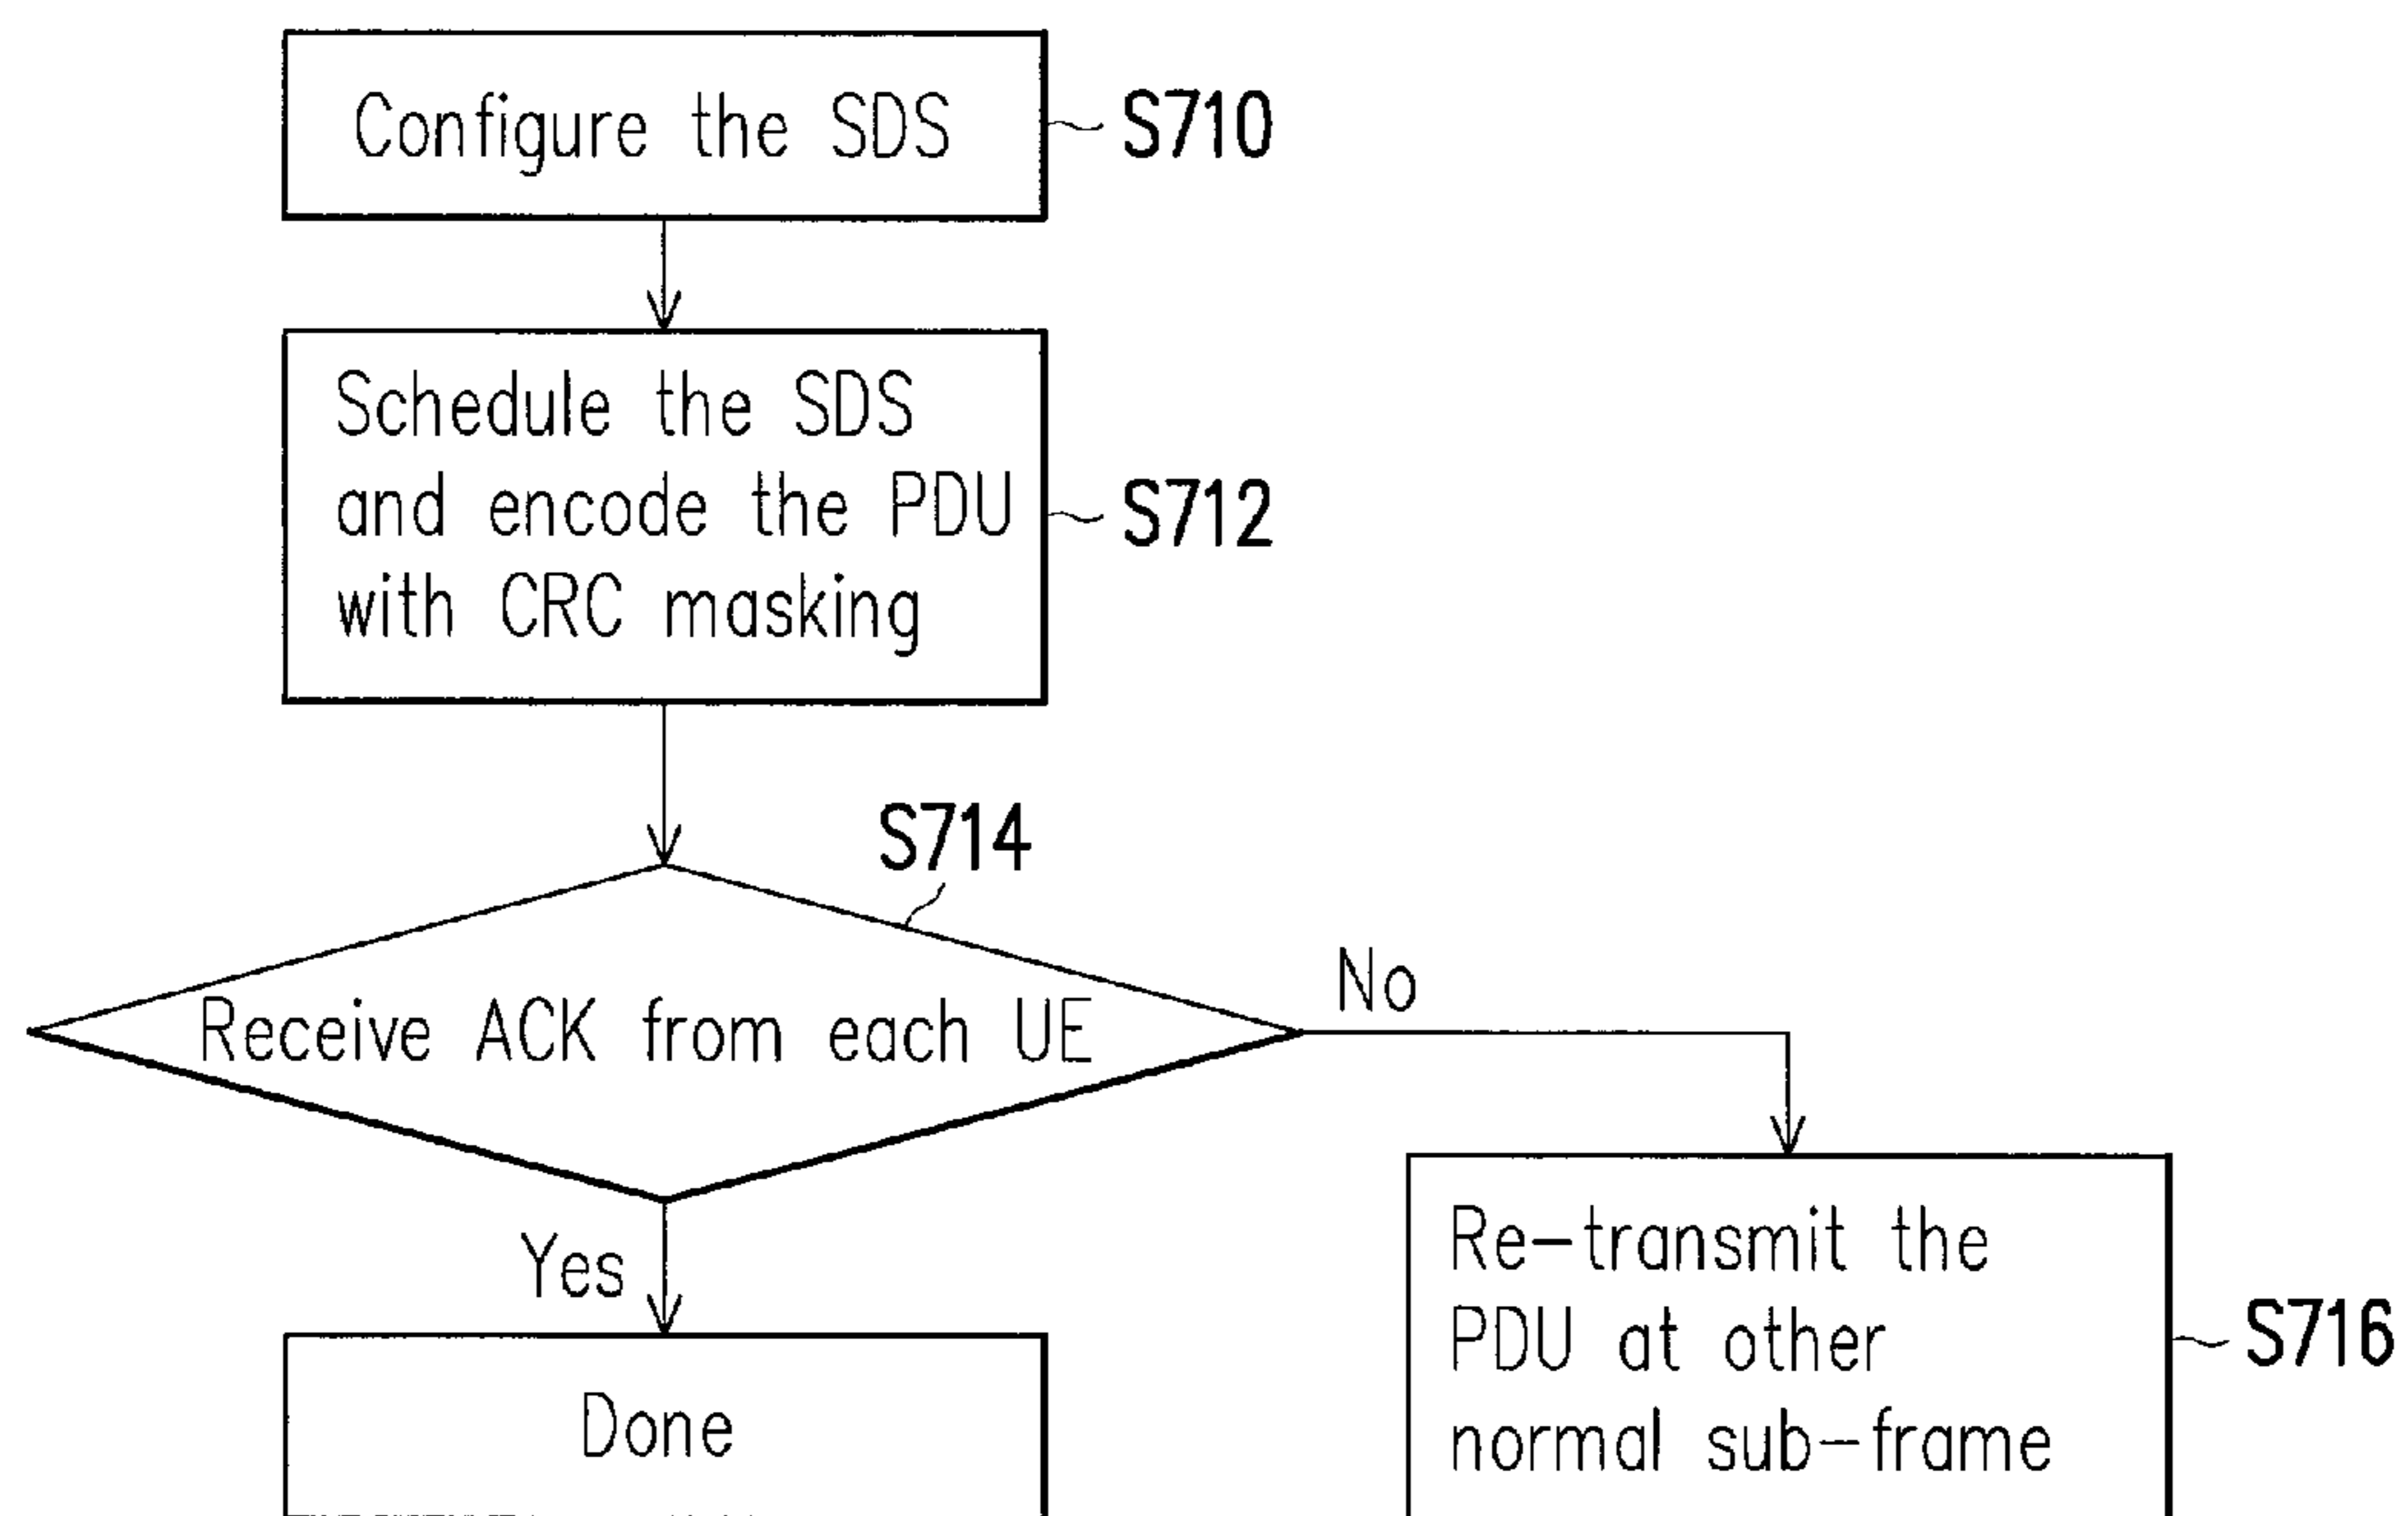 Configure the SDS
S710
Schedule the SDS
and encode the PDU
with CRC masking
S712
S714
Receive ACK from each UE
No
Yes
Re-transmit the
PDU at other
normal sub-frame
S716
Done